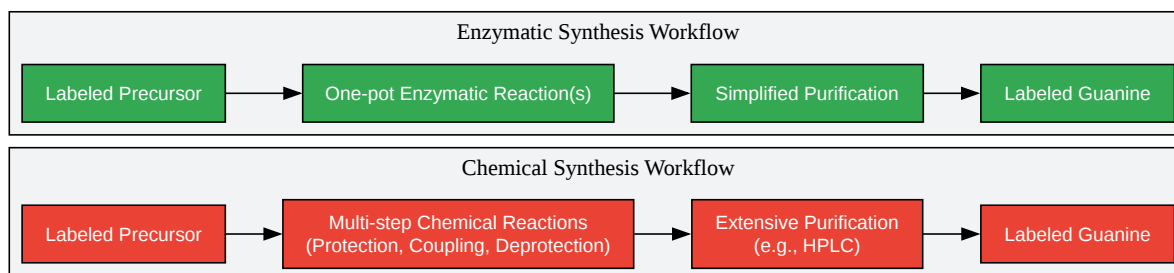 Enzymatic Synthesis Workflow
Labeled Precursor
One-pot Enzymatic Reaction(s)
Simplified Purification
Labeled Guanine
Chemical Synthesis Workflow
Labeled Precursor
Multi-step Chemical Reactions
(Protection, Coupling, Deprotection)
Extensive Purification
(e.g., HPLC)
Labeled Guanine